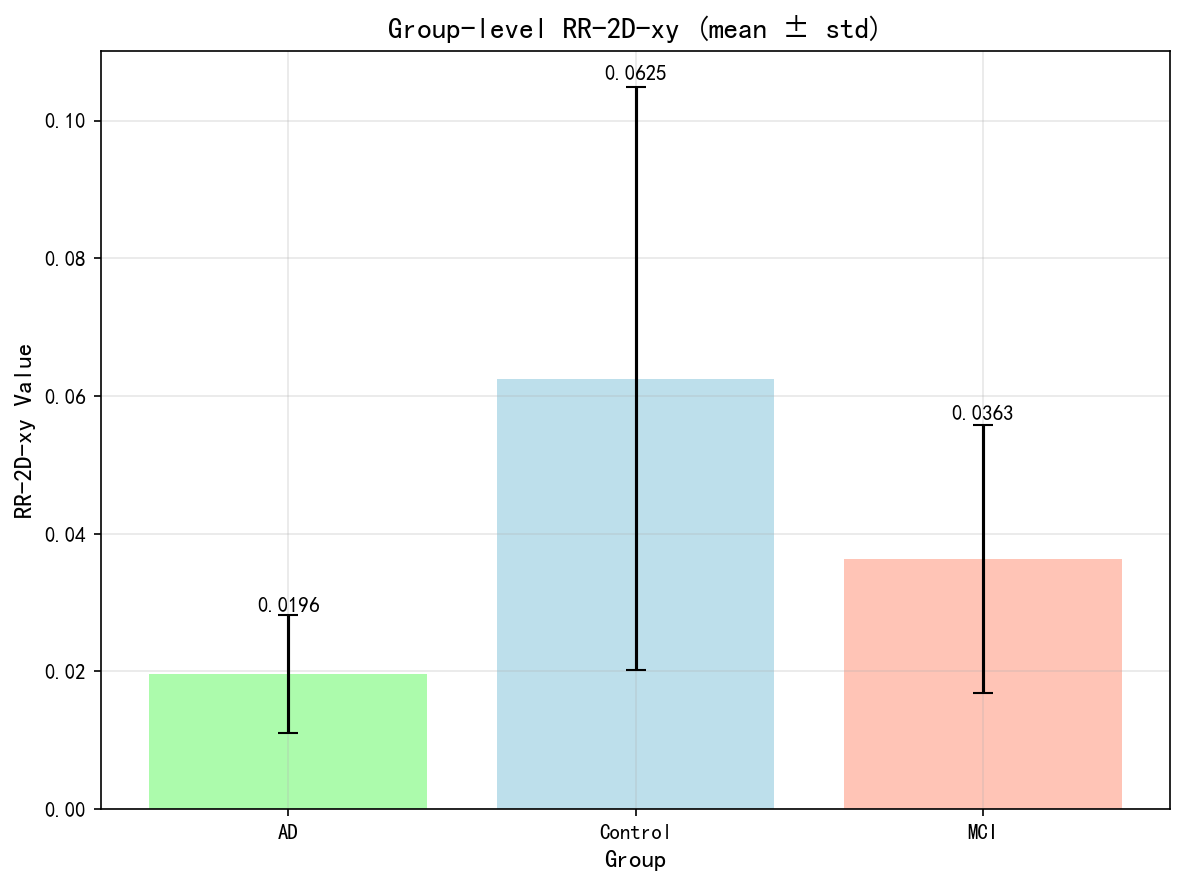 Group-level RR-2D-xy (mean ± std)
0.0625
0.10
0.08
0.06
0.0363
RR-2D-xy Value
0.04
0.0196
0.02
0.00
AD
Control
MCI
Group